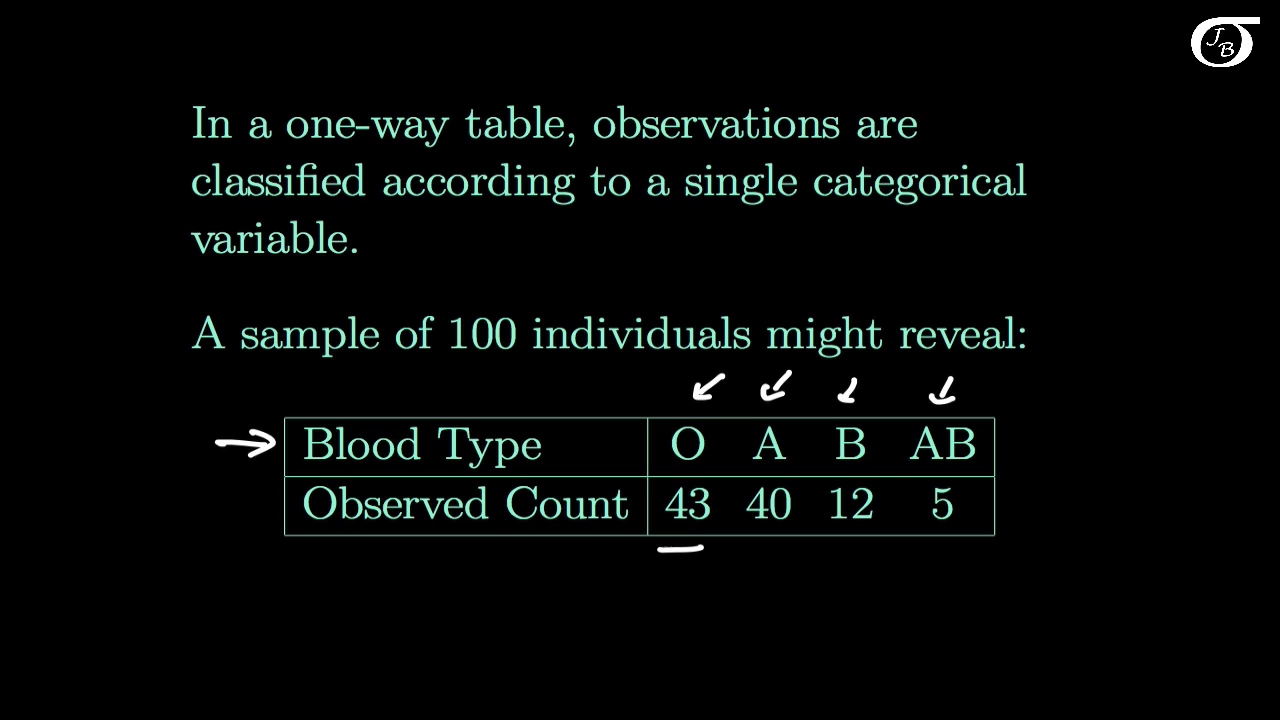 JB
In a one-way table, observations are
classified according to a single categorical
variable.
A sample of 100 individuals might reveal:
Blood Type O A B AB
Observed Count 43 40 12 5